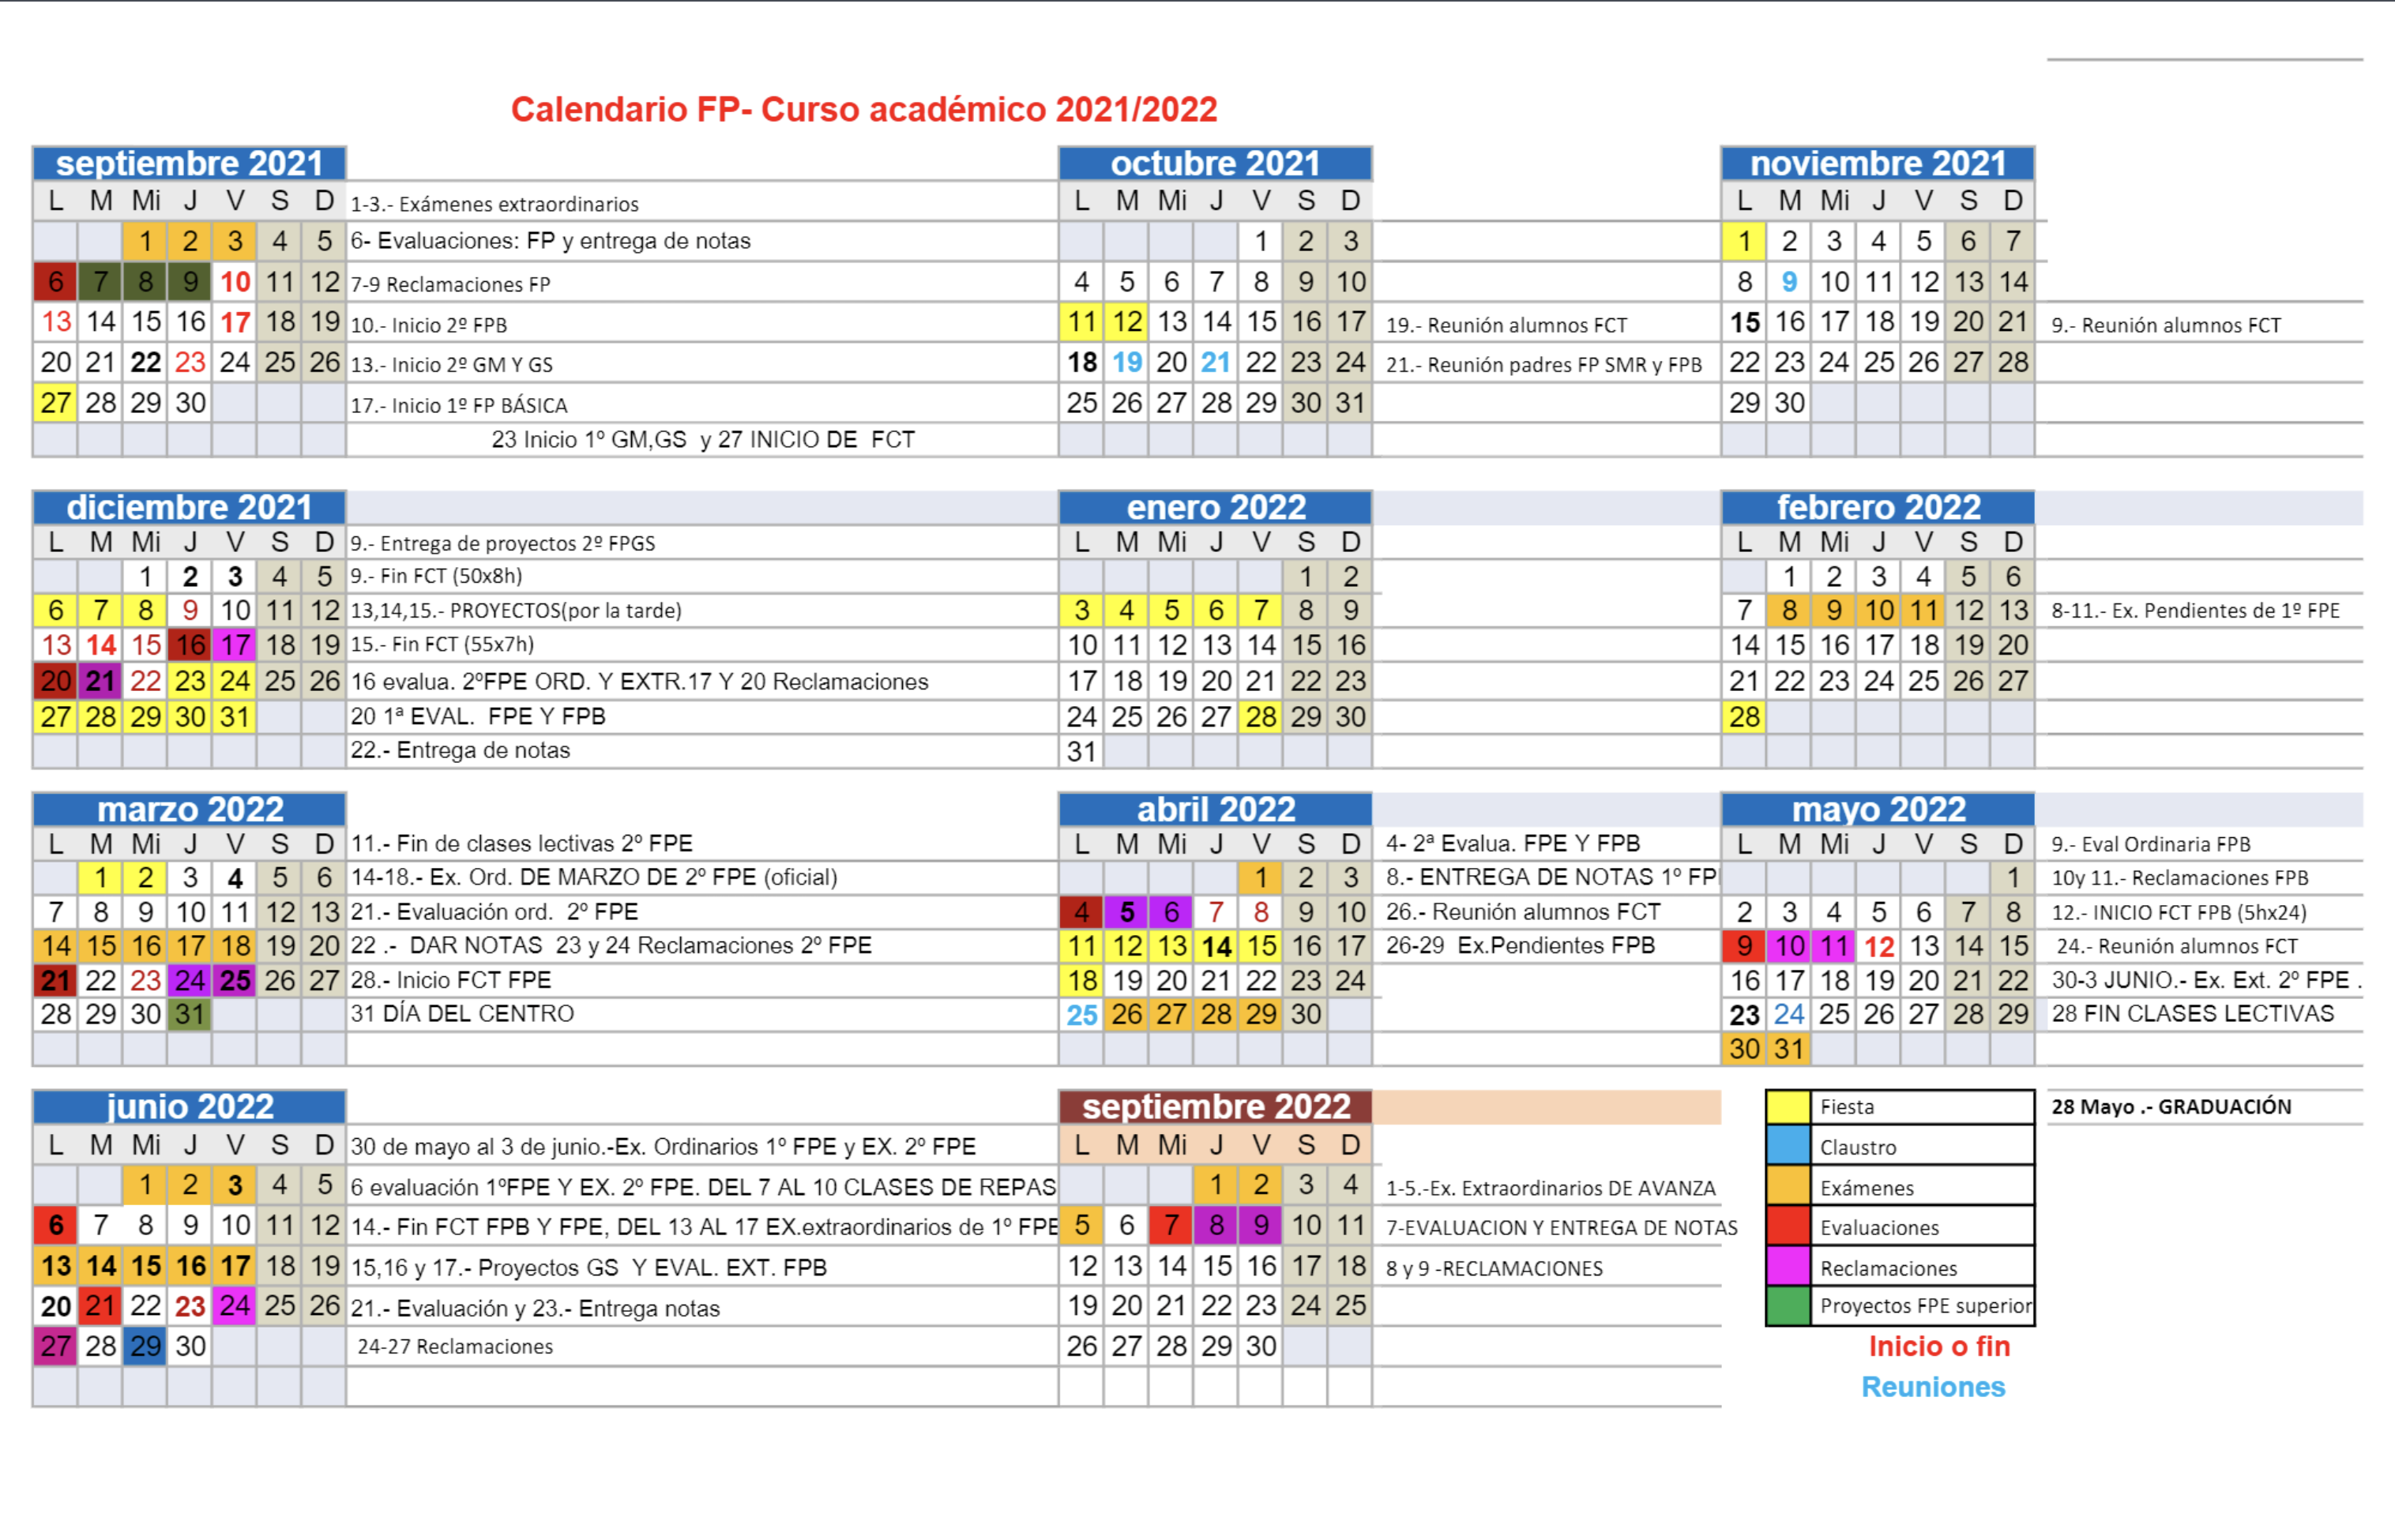 Calendario FP- Curso académico 2021/2022
septiembre 2021
L M Mi J V S D
1 2 3 4 5
6 7 8 9 10 11 12
13 14 15 16 17 18 19
20 21 22 23 24 25 26
27 28 29 30
1-3.- Exámenes extraordinarios
6- Evaluaciones: FP y entrega de notas
7-9 Reclamaciones FP
10.- Inicio 2º FPB
13.- Inicio 2º GM Y GS
17.- Inicio 1º FP BÁSICA
23 Inicio 1º GM,GS y 27 INICIO DE FCT
octubre 2021
L M Mi J V S D
1 2 3
4 5 6 7 8 9 10
11 12 13 14 15 16 17
18 19 20 21 22 23 24
25 26 27 28 29 30 31
19.- Reunión alumnos FCT
21.- Reunión padres FP SMR y FPB
noviembre 2021
L M Mi J V S D
1 2 3 4 5 6 7
8 9 10 11 12 13 14
15 16 17 18 19 20 21
22 23 24 25 26 27 28
29 30
9.- Reunión alumnos FCT
diciembre 2021
L M Mi J V S D
1 2 3 4 5
6 7 8 9 10 11 12
13 14 15 16 17 18 19
20 21 22 23 24 25 26
27 28 29 30 31
9.- Entrega de proyectos 2º FPGS
9.- Fin FCT (50x8h)
13,14,15.- PROYECTOS(por la tarde)
15.- Fin FCT (55x7h)
16 evalua. 2ºFPE ORD. Y EXTR.17 Y 20 Reclamaciones
20 1ª EVAL. FPE Y FPB
22.- Entrega de notas
enero 2022
L M Mi J V S D
1 2
3 4 5 6 7 8 9
10 11 12 13 14 15 16
17 18 19 20 21 22 23
24 25 26 27 28 29 30
31
febrero 2022
L M Mi J V S D
1 2 3 4 5 6
7 8 9 10 11 12 13
14 15 16 17 18 19 20
21 22 23 24 25 26 27
28
8-11.- Ex. Pendientes de 1º FPE
marzo 2022
L M Mi J V S D
1 2 3 4 5 6
7 8 9 10 11 12 13
14 15 16 17 18 19 20
21 22 23 24 25 26 27
28 29 30 31
11.- Fin de clases lectivas 2º FPE
14-18.- Ex. Ord. DE MARZO DE 2º FPE (oficial)
21.- Evaluación ord. 2º FPE
22 .- DAR NOTAS 23 y 24 Reclamaciones 2º FPE
28.- Inicio FCT FPE
31 DÍA DEL CENTRO
abril 2022
L M Mi J V S D
1 2 3
4 5 6 7 8 9 10
11 12 13 14 15 16 17
18 19 20 21 22 23 24
25 26 27 28 29 30
4- 2ª Evalua. FPE Y FPB
8.- ENTREGA DE NOTAS 1º FP
26.- Reunión alumnos FCT
26-29 Ex.Pendientes FPB
mayo 2022
L M Mi J V S D
1
2 3 4 5 6 7 8
9 10 11 12 13 14 15
16 17 18 19 20 21 22
23 24 25 26 27 28 29
30 31
9.- Eval Ordinaria FPB
10y 11.- Reclamaciones FPB
12.- INICIO FCT FPB (5hx24)
24.- Reunión alumnos FCT
30-3 JUNIO.- Ex. Ext. 2º FPE .
28 FIN CLASES LECTIVAS
28 Mayo .- GRADUACIÓN
junio 2022
L M Mi J V S D
1 2 3 4 5
6 7 8 9 10 11 12
13 14 15 16 17 18 19
20 21 22 23 24 25 26
27 28 29 30
30 de mayo al 3 de junio.-Ex. Ordinarios 1º FPE y EX. 2º FPE
6 evaluación 1ºFPE Y EX. 2º FPE. DEL 7 AL 10 CLASES DE REPAS
14.- Fin FCT FPB Y FPE, DEL 13 AL 17 EX.extraordinarios de 1º FPE
15,16 y 17.- Proyectos GS Y EVAL. EXT. FPB
21.- Evaluación y 23.- Entrega notas
24-27 Reclamaciones
septiembre 2022
L M Mi J V S D
1 2 3 4
5 6 7 8 9 10 11
12 13 14 15 16 17 18
19 20 21 22 23 24 25
26 27 28 29 30
1-5.-Ex. Extraordinarios DE AVANZA
7-EVALUACION Y ENTREGA DE NOTAS
8 y 9 -RECLAMACIONES
Fiesta
Claustro
Exámenes
Evaluaciones
Reclamaciones
Proyectos FPE superior
Inicio o fin
Reuniones